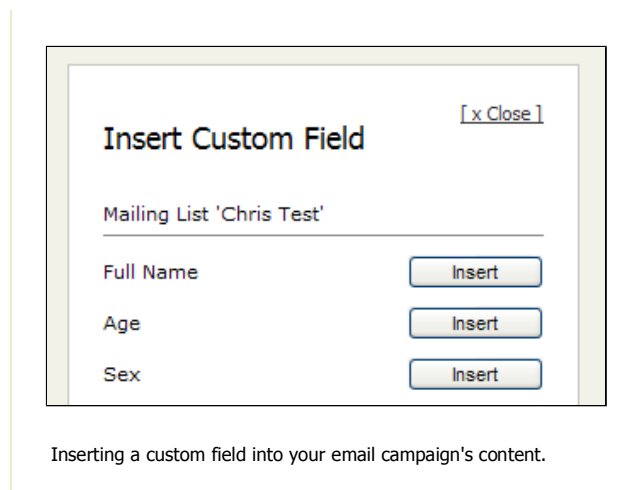 [ x Close ]
Insert Custom Field
Mailing List 'Chris Test'
Full Name Insert
Age Insert
Sex Insert
Inserting a custom field into your email campaign's content.